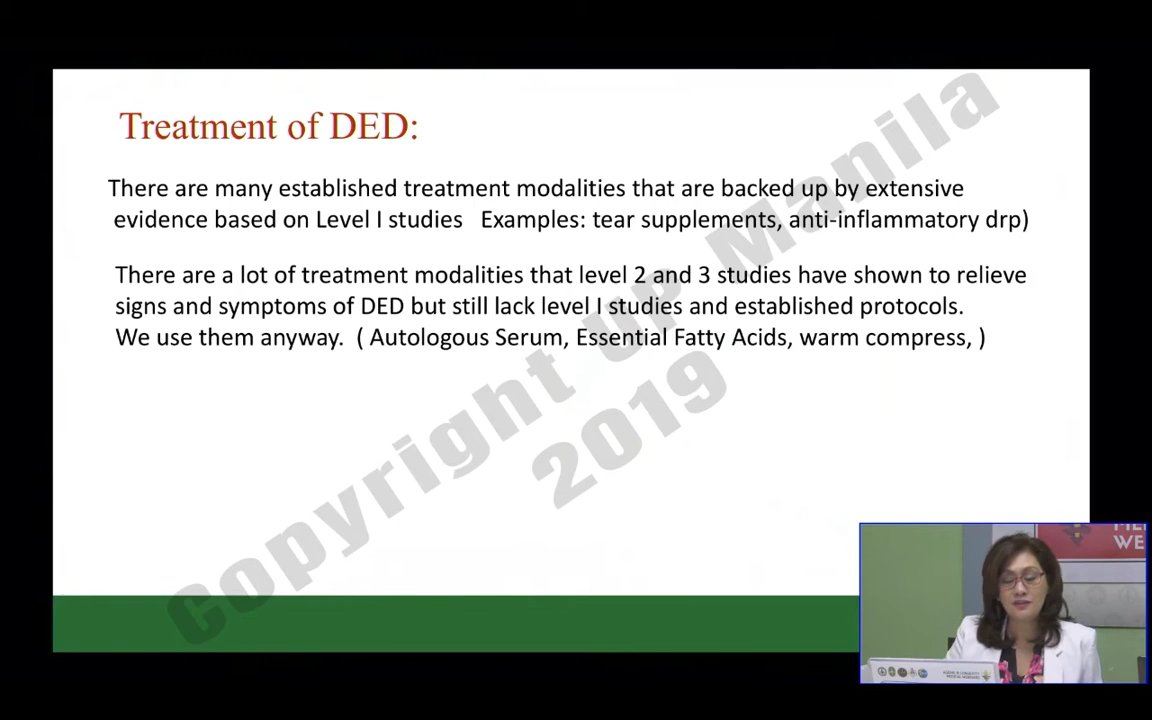 Treatment of DED:
There are many established treatment modalities that are backed up by extensive
evidence based on Level I studies   Examples: tear supplements, anti-inflammatory drp)
There are a lot of treatment modalities that level 2 and 3 studies have shown to relieve
signs and symptoms of DED but still lack level I studies and established protocols.
We use them anyway.  ( Autologous Serum, Essential Fatty Acids, warm compress, )
Copyright UP Manila
2019
WE